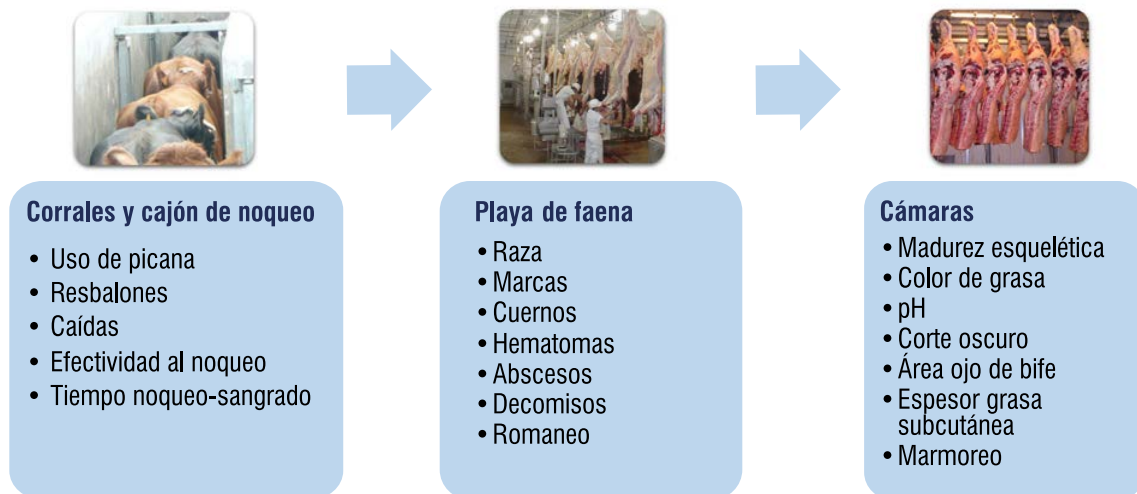 Corrales y cajón de noqueo
• Uso de picana
• Resbalones
• Caídas
• Efectividad al noqueo
• Tiempo noqueo-sangrado
Playa de faena
• Raza
• Marcas
• Cuernos
• Hematomas
• Abscesos
• Decomisos
• Romaneo
Cámaras
• Madurez esquelética
• Color de grasa
• pH
• Corte oscuro
• Área ojo de bife
• Espesor grasa
subcutánea
• Marmoreo